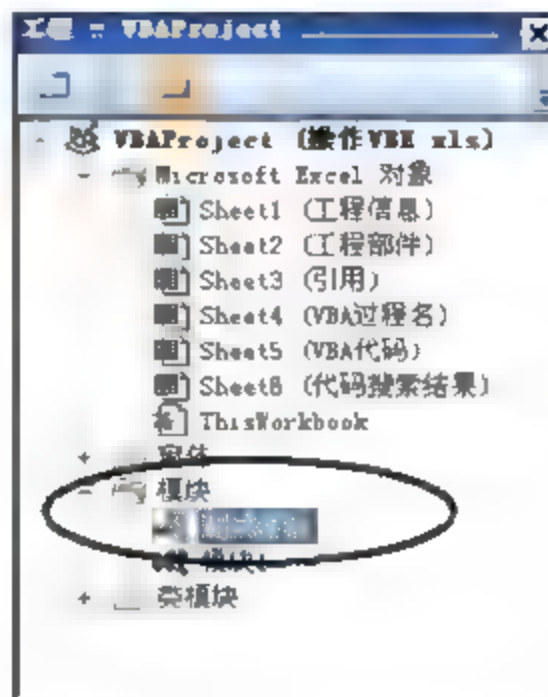 工程 - VBAProject
VBAProject (操作VBE xls)
Microsoft Excel 对象
Sheet1 (工程信息)
Sheet2 (工程部件)
Sheet3 (引用)
Sheet4 (VBA过程名)
Sheet5 (VBA代码)
Sheet6 (代码搜索结果)
ThisWorkbook
窗体
模块
模块1
类模块